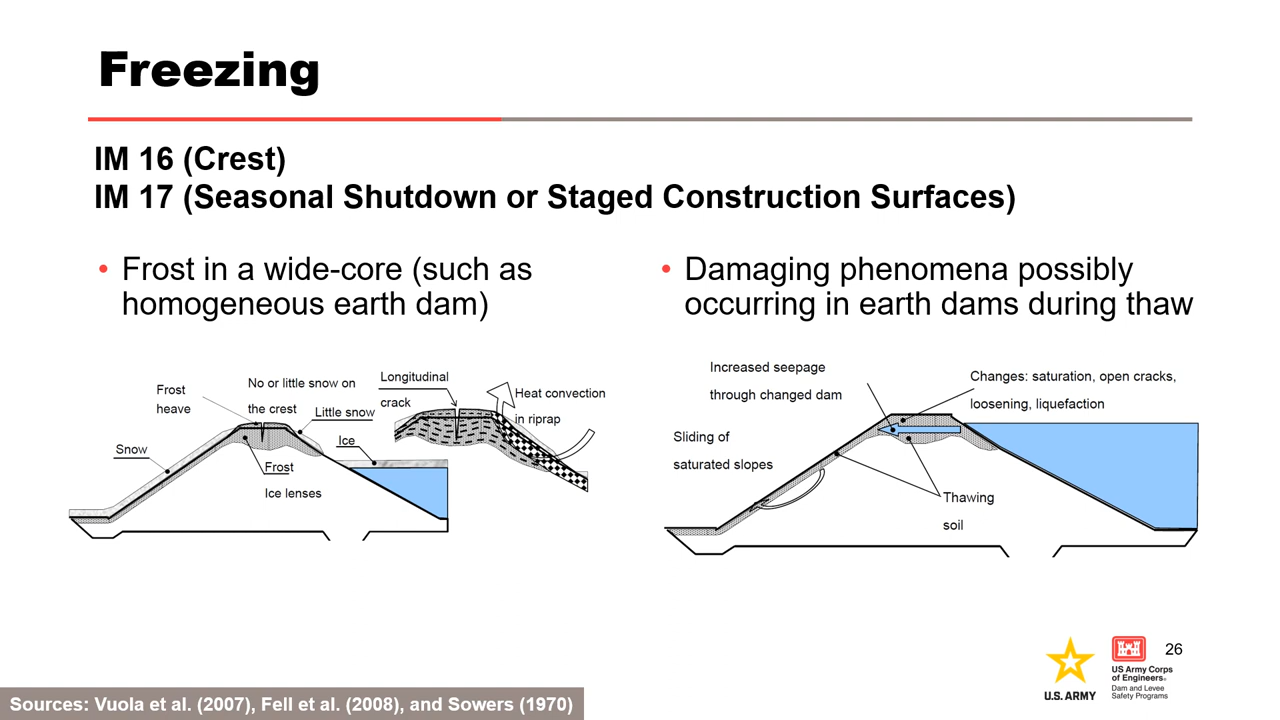 Freezing
IM 16 (Crest)
IM 17 (Seasonal Shutdown or Staged Construction Surfaces)
• Frost in a wide-core (such as
homogeneous earth dam)
• Damaging phenomena possibly
occurring in earth dams during thaw
Frost
heave
No or little snow on
the crest
Longitudinal
crack
Little snow
Heat convection
in riprap
Snow
Ice
Frost
Ice lenses
Increased seepage
through changed dam
Changes: saturation, open cracks,
loosening, liquefaction
Sliding of
saturated slopes
Thawing
soil
U.S. ARMY
US Army Corps
of Engineers®
Dam and Levee
Safety Programs
26
Sources: Vuola et al. (2007), Fell et al. (2008), and Sowers (1970)